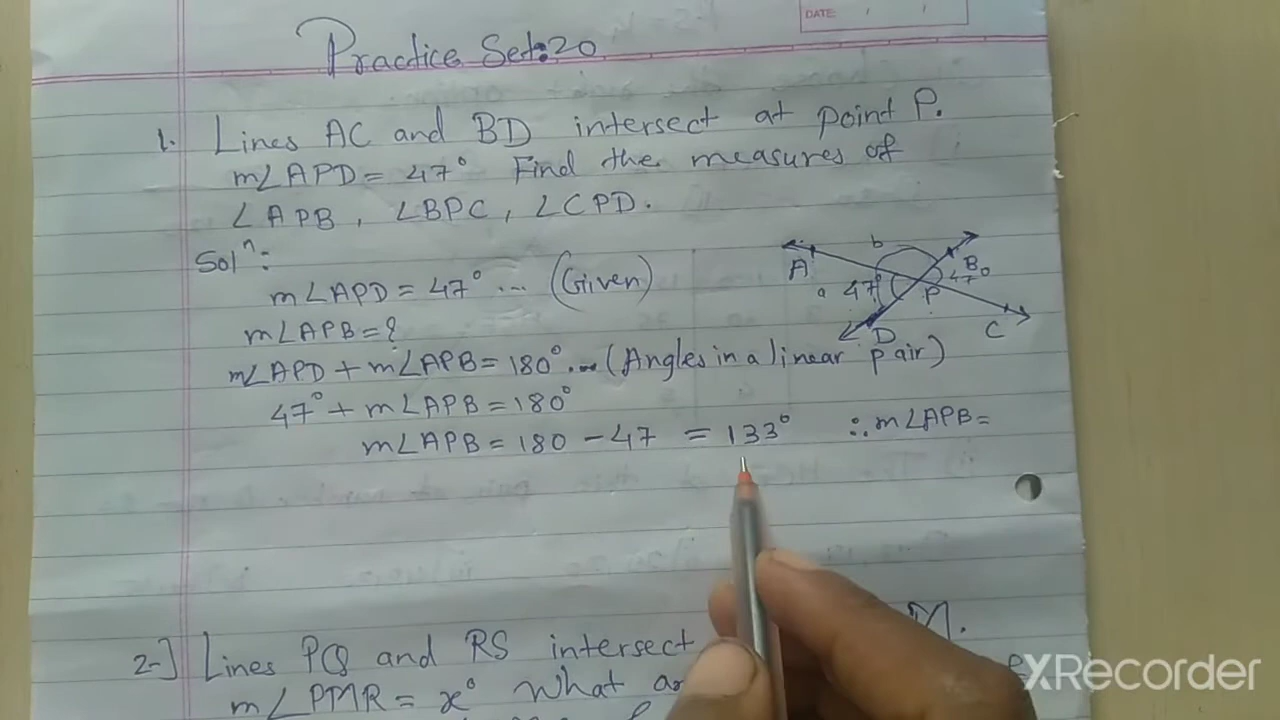 DATE: / /
Practice Set:20
1. Lines AC and BD intersect at point P.
m∠APD = 47° Find the measures of
∠APB, ∠BPC, ∠CPD.
Solⁿ:
m∠APD = 47° ... (Given)
m∠APB = ?
m∠APD + m∠APB = 180° ... (Angles in a linear pair)
47° + m∠APB = 180°
m∠APB = 180 - 47 = 133° ∴ m∠APB =
A
b
B
a 47°
47°
P
D
C
2-] Lines PQ and RS intersect M.
m∠PMR = x° What
XRecorder